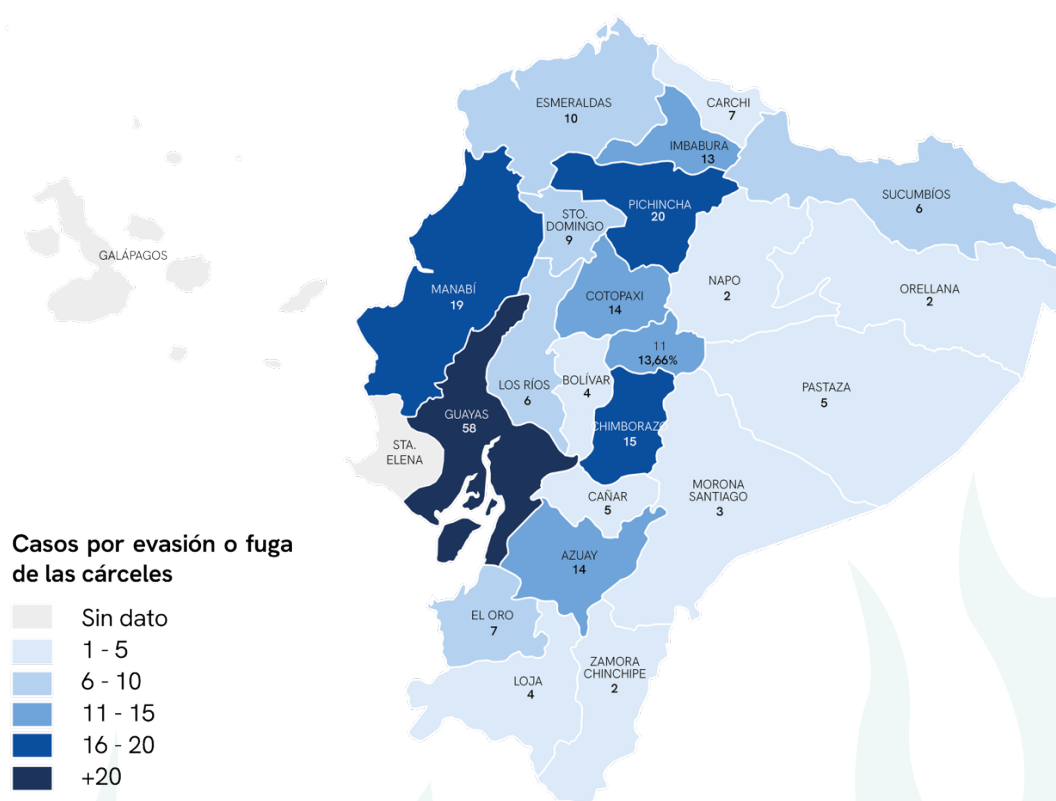 ESMERALDAS
10
CARCHI
7
IMBABURA
13
SUCUMBÍOS
6
PICHINCHA
20
STO.
DOMINGO
9
GALÁPAGOS
MANABÍ
19
COTOPAXI
14
NAPO
2
ORELLANA
2
11
13,66%
LOS RÍOS
6
BOLÍVAR
4
PASTAZA
5
GUAYAS
58
CHIMBORAZO
15
STA.
ELENA
CAÑAR
5
MORONA
SANTIAGO
3
AZUAY
14
EL ORO
7
LOJA
4
ZAMORA
CHINCHIPE
2
Casos por evasión o fuga
de las cárceles
Sin dato
1 - 5
6 - 10
11 - 15
16 - 20
+20